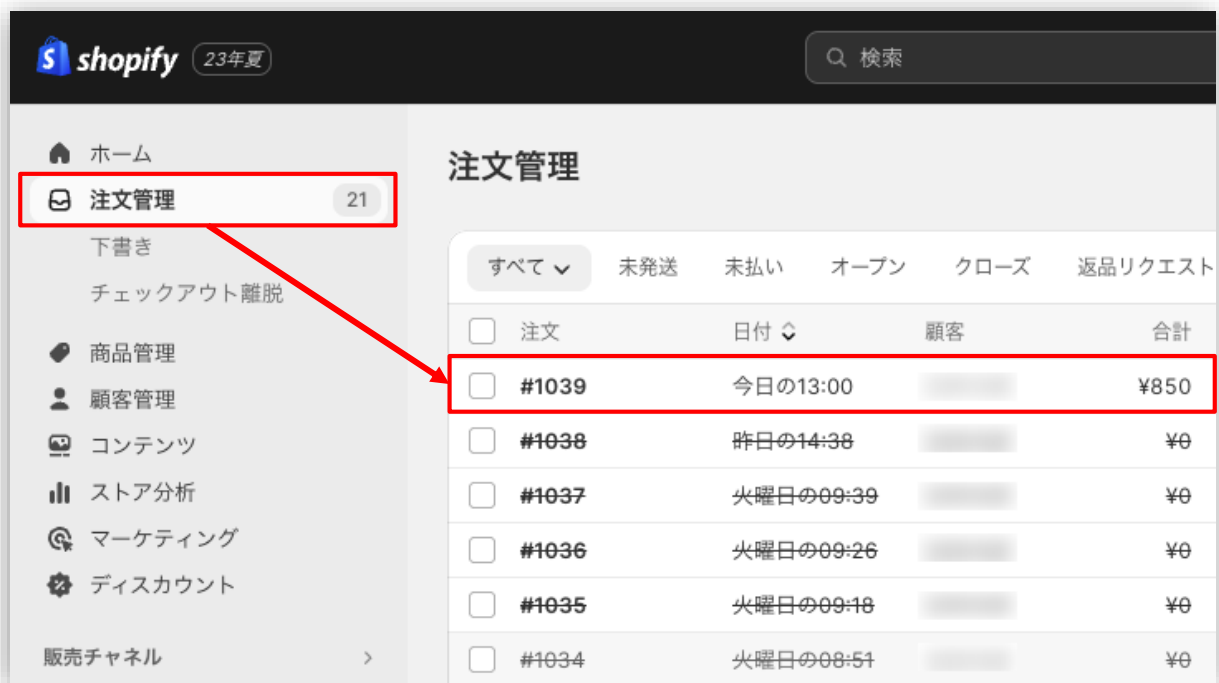 shopify 23年夏 検索
ホーム
注文管理 21
下書き
チェックアウト離脱
商品管理
顧客管理
コンテンツ
ストア分析
マーケティング
ディスカウント
販売チャネル
注文管理
すべて 未発送 未払い オープン クローズ 返品リクエスト
注文 日付 顧客 合計
#1039 今日の13:00 ¥850
#1038 昨日の14:38 ¥0
#1037 火曜日の09:39 ¥0
#1036 火曜日の09:26 ¥0
#1035 火曜日の09:18 ¥0
#1034 火曜日の08:51 ¥0